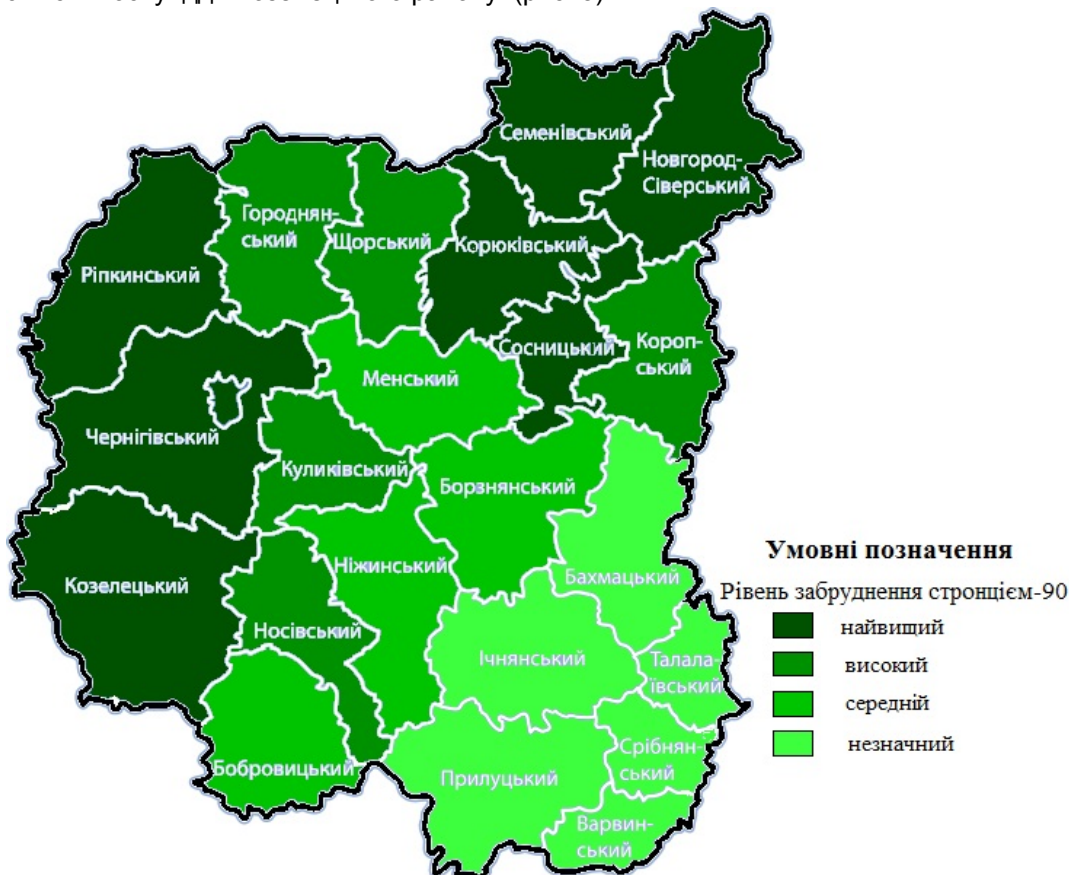 Семенівський
Новгород-
Сіверський
Городнян-
ський
Щорський
Корюківський
Ріпкинський
Сосницький
Короп-
ський
Менський
Чернігівський
Куликівський
Борзнянський
Ніжинський
Козелецький
Бахмацький
Носівський
Ічнянський
Талала-
ївський
Срібнян-
ський
Бобровицький
Прилуцький
Варвин-
ський
Умовні позначення
Рівень забруднення стронцієм-90
найвищий
високий
середній
незначний